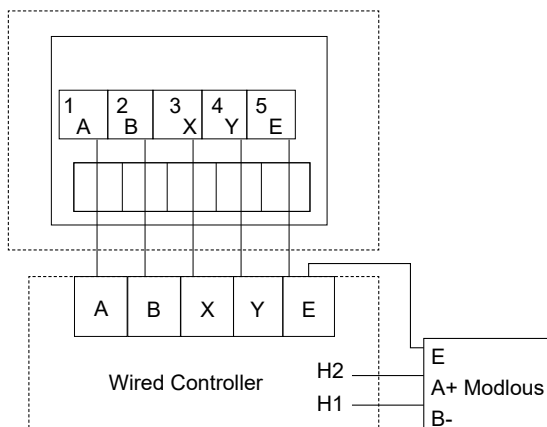 1 2 3 4 5
A B X Y E
A B X Y E
Wired Controller
H2
H1
E
A+ Modlous
B-